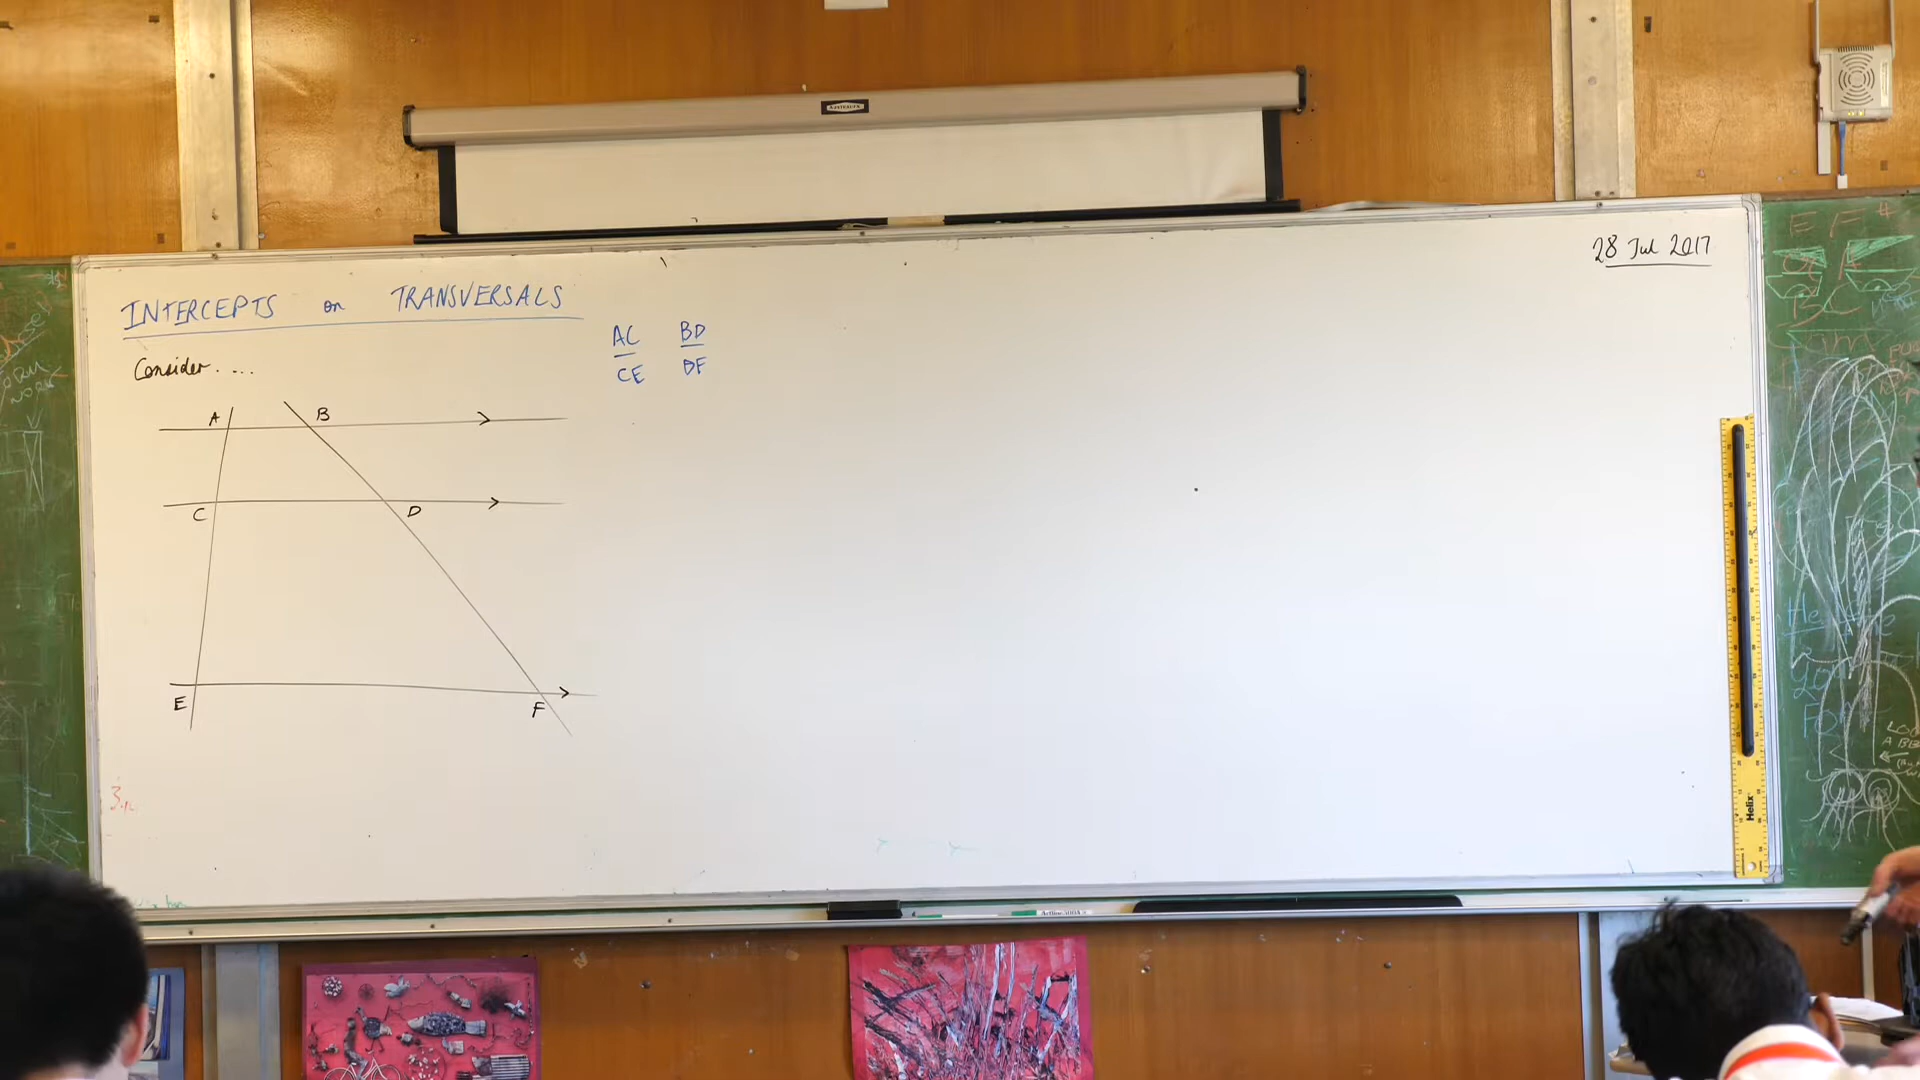 28 Jul 2017
INTERCEPTS on TRANSVERSALS
AC BD
CE DF
Consider....
A B
C D
E F
Helix